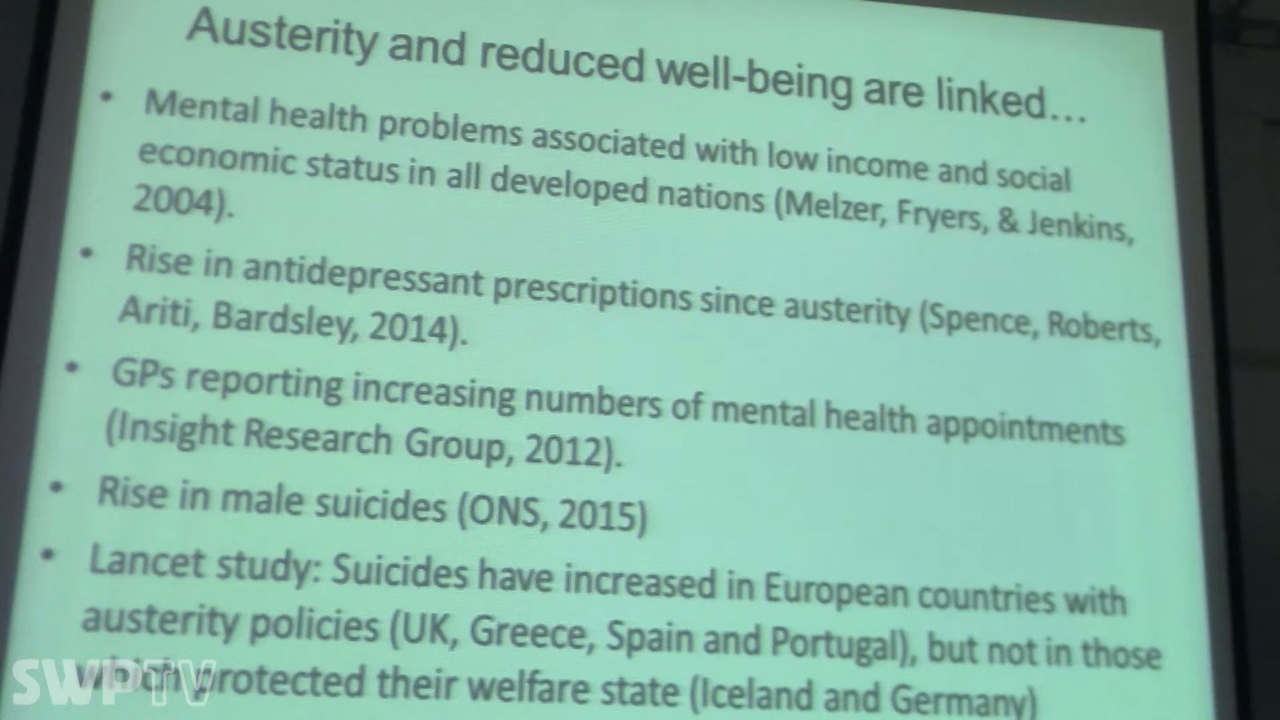 Austerity and reduced well-being are linked...
• Mental health problems associated with low income and social
economic status in all developed nations (Melzer, Fryers, & Jenkins,
2004).
• Rise in antidepressant prescriptions since austerity (Spence, Roberts,
Ariti, Bardsley, 2014).
• GPs reporting increasing numbers of mental health appointments
(Insight Research Group, 2012).
• Rise in male suicides (ONS, 2015)
• Lancet study: Suicides have increased in European countries with
austerity policies (UK, Greece, Spain and Portugal), but not in those
which protected their welfare state (Iceland and Germany)
SWPTV